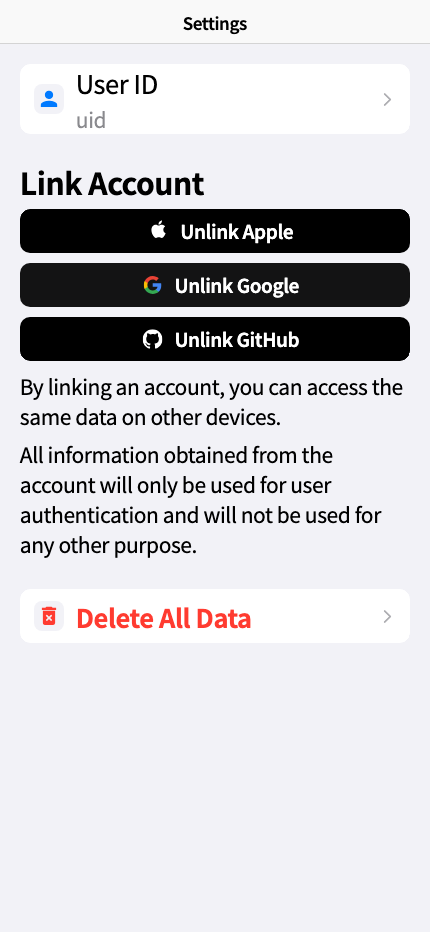 Settings
User ID
uid
Link Account
Unlink Apple
Unlink Google
Unlink GitHub
By linking an account, you can access the
same data on other devices.
All information obtained from the
account will only be used for user
authentication and will not be used for
any other purpose.
Delete All Data